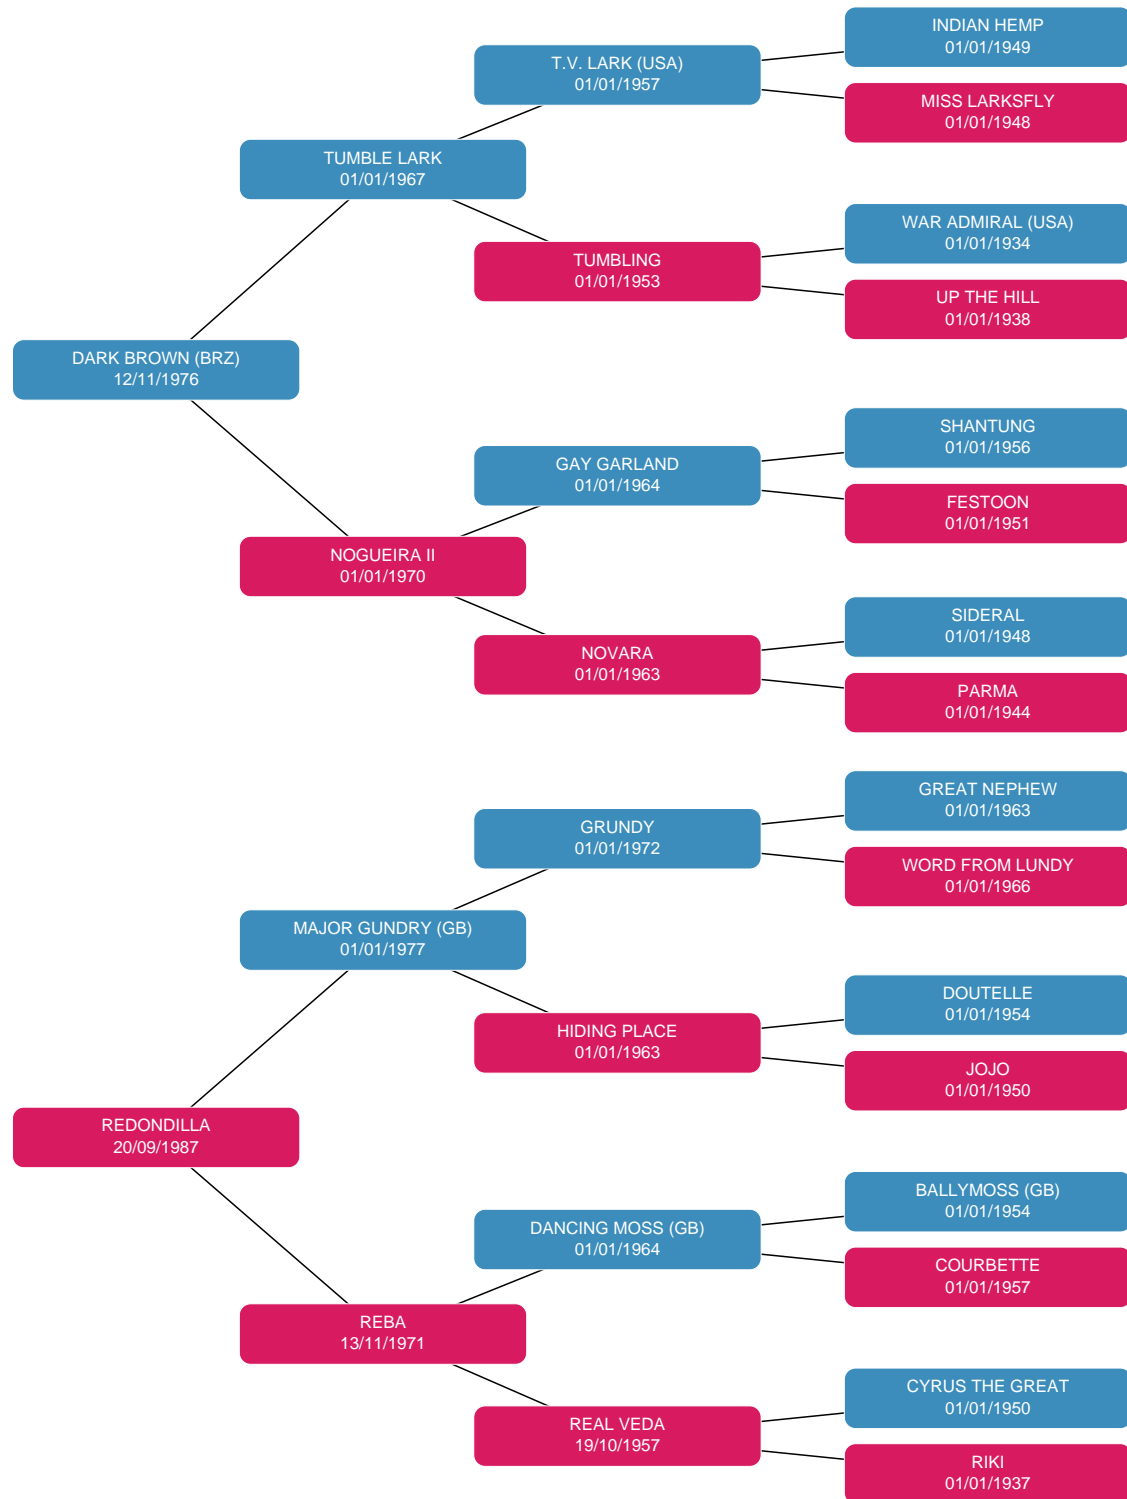 INDIAN HEMP
01/01/1949
T.V. LARK (USA)
01/01/1957
MISS LARKSFLY
01/01/1948
TUMBLE LARK
01/01/1967
WAR ADMIRAL (USA)
01/01/1934
TUMBLING
01/01/1953
UP THE HILL
01/01/1938
DARK BROWN (BRZ)
12/11/1976
SHANTUNG
01/01/1956
GAY GARLAND
01/01/1964
FESTOON
01/01/1951
NOGUEIRA II
01/01/1970
SIDERAL
01/01/1948
NOVARA
01/01/1963
PARMA
01/01/1944
GREAT NEPHEW
01/01/1963
GRUNDY
01/01/1972
WORD FROM LUNDY
01/01/1966
MAJOR GUNDRY (GB)
01/01/1977
DOUTELLE
01/01/1954
HIDING PLACE
01/01/1963
JOJO
01/01/1950
REDONDILLA
20/09/1987
BALLYMOSS (GB)
01/01/1954
DANCING MOSS (GB)
01/01/1964
COURBETTE
01/01/1957
REBA
13/11/1971
CYRUS THE GREAT
01/01/1950
REAL VEDA
19/10/1957
RIKI
01/01/1937